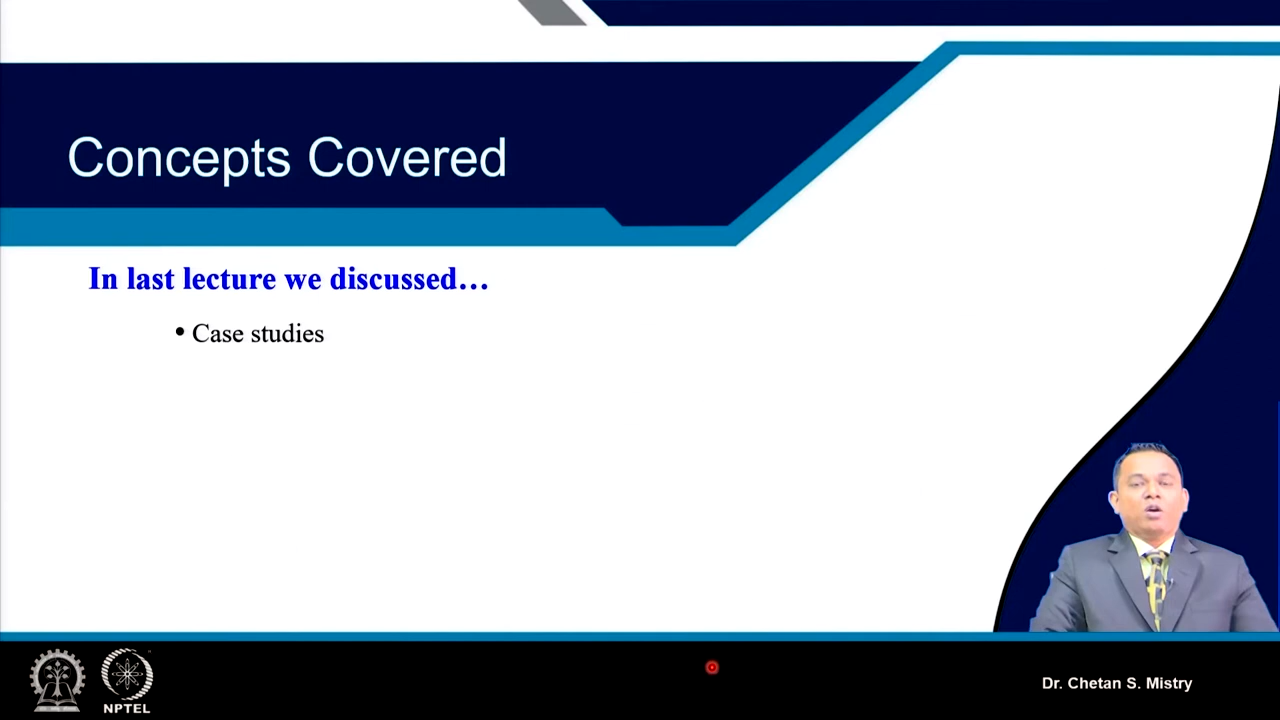 Concepts Covered
In last lecture we discussed…
• Case studies
NPTEL
Dr. Chetan S. Mistry